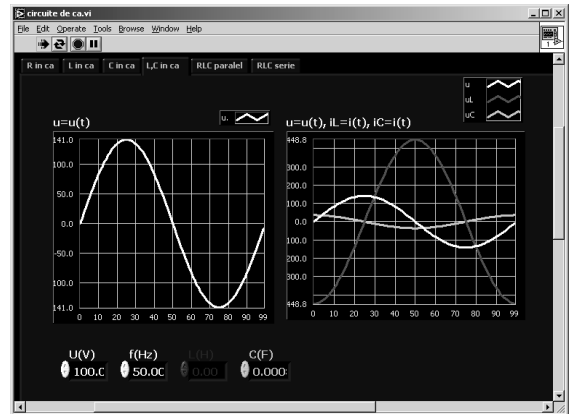 circuite de ca.vi
File Edit Operate Tools Browse Window Help
R in ca L in ca C in ca L,C in ca RLC paralel RLC serie
u
uL
uC
u=u(t) u.
u=u(t), iL=i(t), iC=i(t)
141.0
100.0
50.0
0.0
-50.0
100.0
141.0
0 10 20 30 40 50 60 70 80 90 99
448.8
300.0
200.0
100.0
0.0
100.0
200.0
300.0
448.8
0 10 20 30 40 50 60 70 80 90 99
U(V) f(Hz) L(H) C(F)
100.0 50.00 0.00 0.000